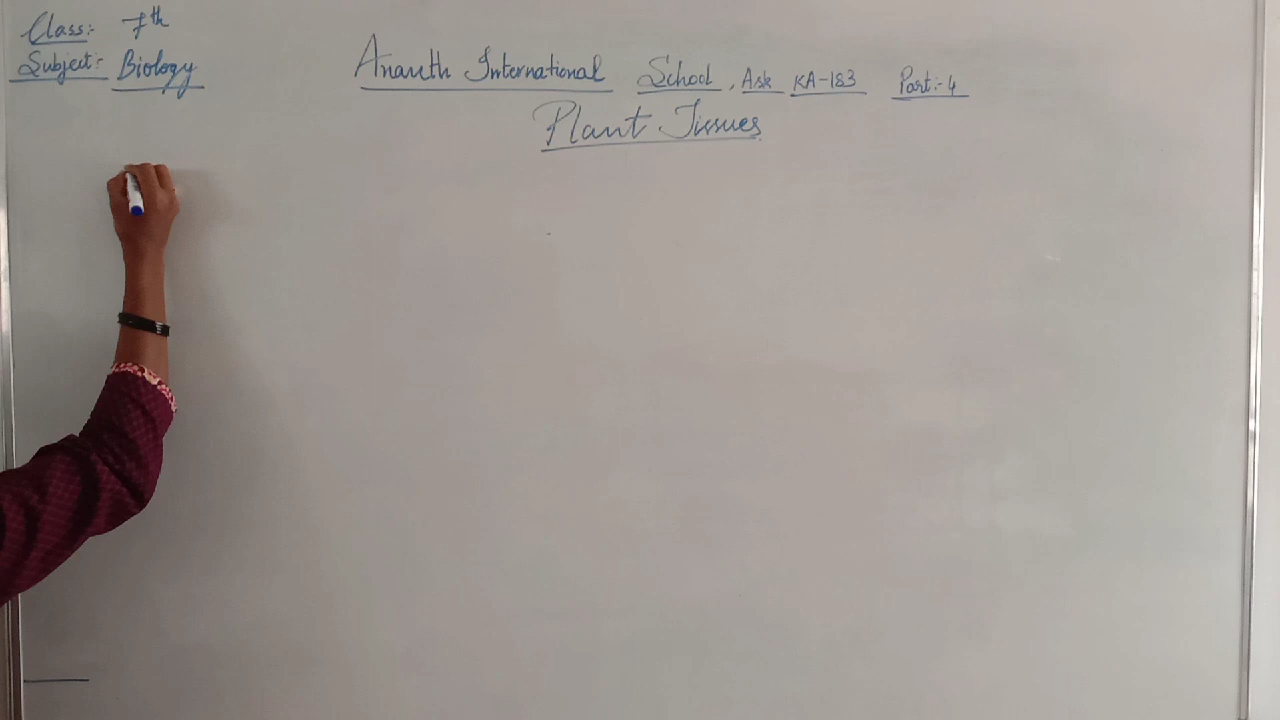 Class:- 7th
Subject:- Biology
Ananth International School, Ask KA-183 Part:-4
Plant Tissues